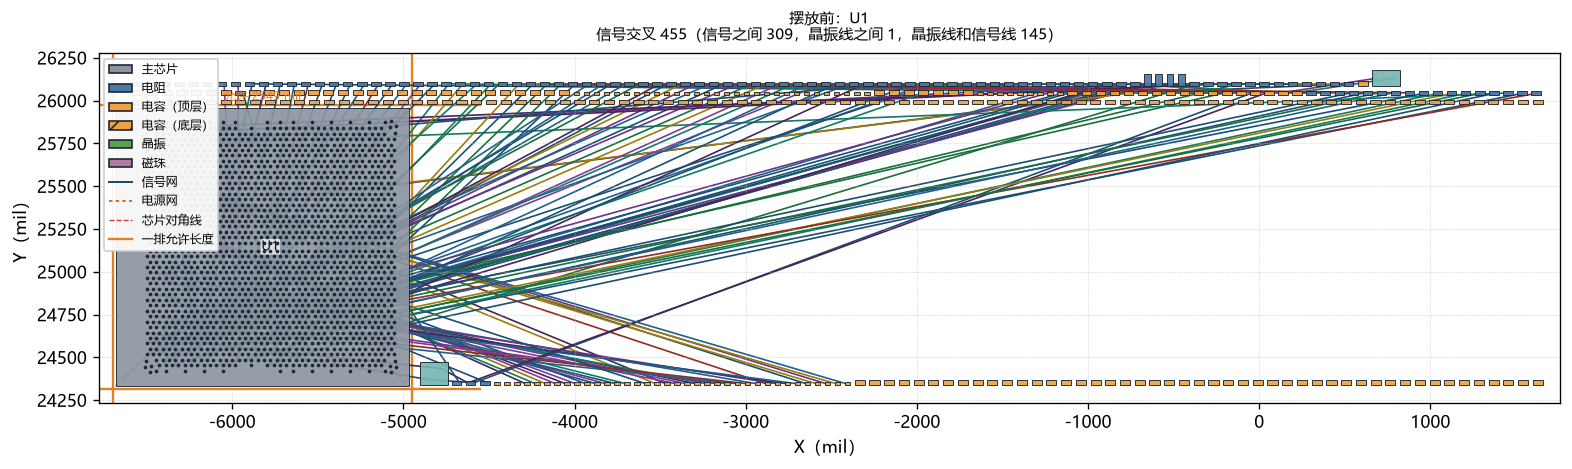 摆放前：U1
信号交叉 455（信号之间 309，晶振线之间 1，晶振线和信号线 145）
26250
26000
25750
25500
25250
25000
24750
24500
24250
Y（mil）
主芯片
电阻
电容（顶层）
电容（底层）
晶振
磁珠
信号网
电源网
芯片对角线
一排允许长度
U1
-6000
-5000
-4000
-3000
-2000
-1000
0
1000
X（mil）